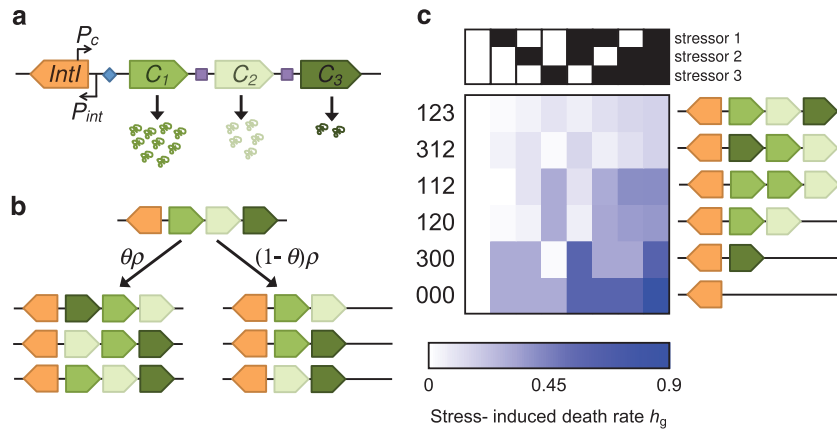 a
P_c
IntI
C_1
C_2
C_3
P_int
b
θρ
(1- θ)ρ
c
stressor 1
stressor 2
stressor 3
123
312
112
120
300
000
0
0.45
0.9
Stress- induced death rate h_g